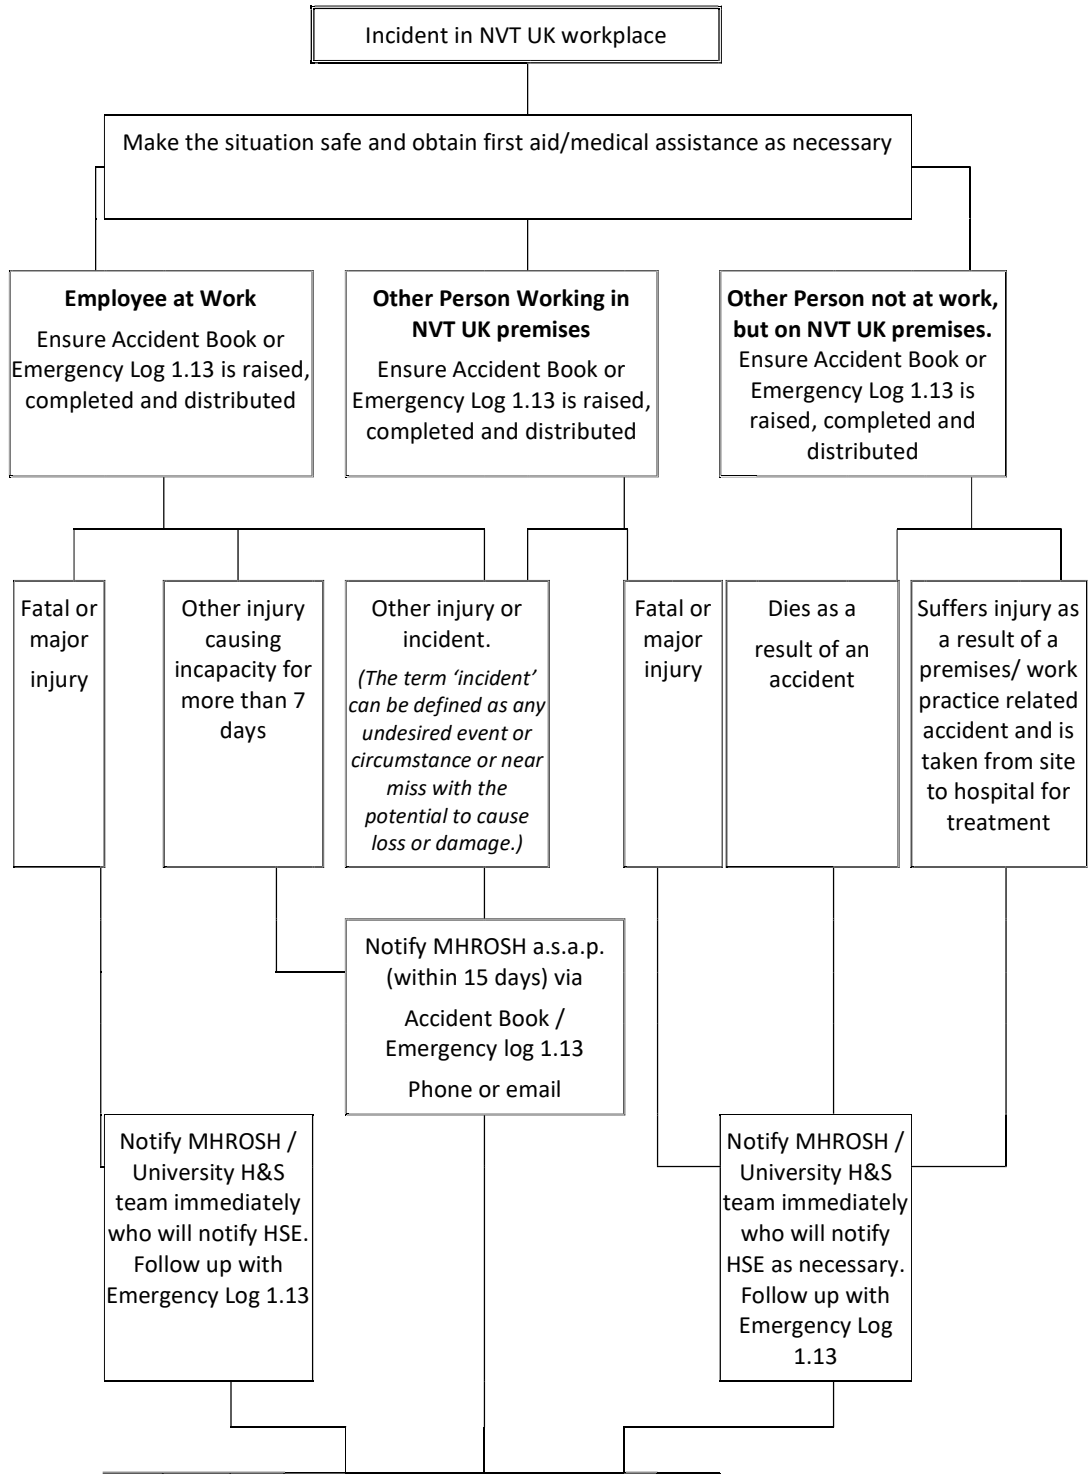 Incident in NVT UK workplace
Make the situation safe and obtain first aid/medical assistance as necessary
Employee at Work
Ensure Accident Book or
Emergency Log 1.13 is raised,
completed and distributed
Other Person Working in
NVT UK premises
Ensure Accident Book or
Emergency Log 1.13 is raised,
completed and distributed
Other Person not at work,
but on NVT UK premises.
Ensure Accident Book or
Emergency Log 1.13 is
raised, completed and
distributed
Fatal or
major
injury
Other injury
causing
incapacity for
more than 7
days
Other injury or
incident.
(The term ‘incident’
can be defined as any
undesired event or
circumstance or near
miss with the
potential to cause
loss or damage.)
Fatal or
major
injury
Dies as a
result of an
accident
Suffers injury as
a result of a
premises/ work
practice related
accident and is
taken from site
to hospital for
treatment
Notify MHROSH a.s.a.p.
(within 15 days) via
Accident Book /
Emergency log 1.13
Phone or email
Notify MHROSH /
University H&S
team immediately
who will notify HSE.
Follow up with
Emergency Log 1.13
Notify MHROSH /
University H&S
team immediately
who will notify
HSE as necessary.
Follow up with
Emergency Log
1.13